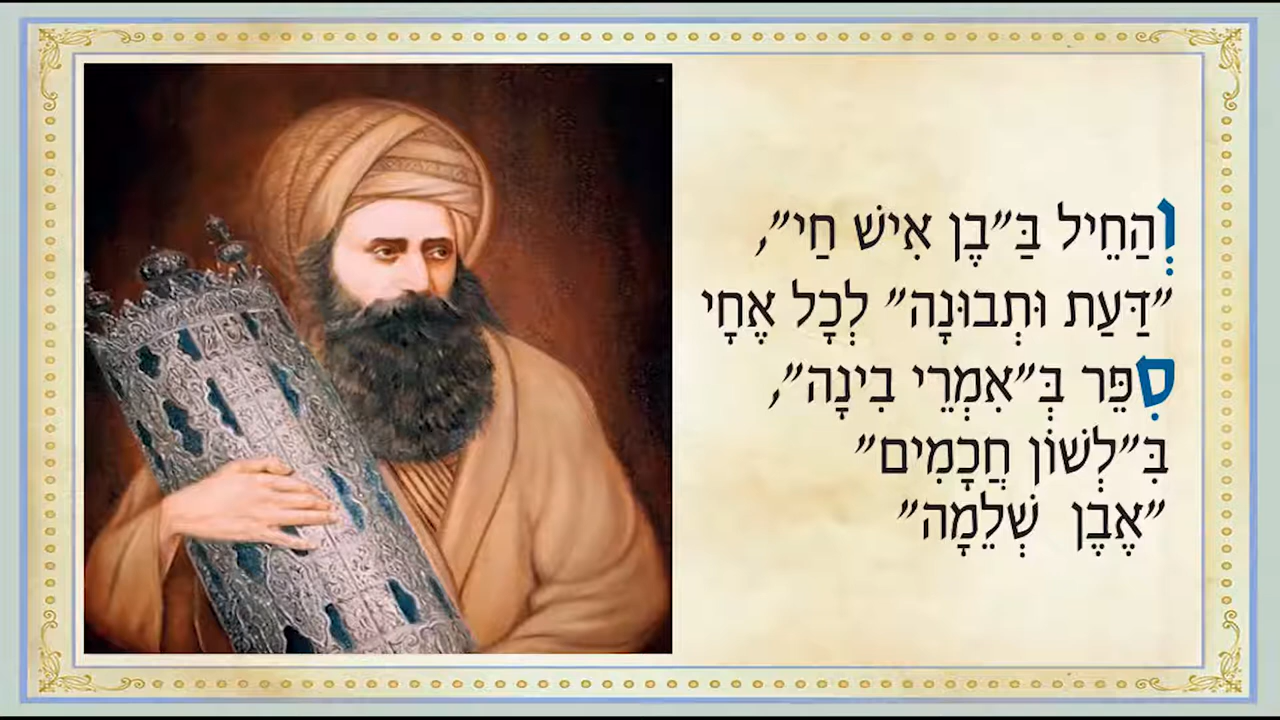 וְהַחֵיל בַּ״בֶן אִישׁ חַי״,
״דַּעַת וּתְבוּנָה״ לְכָל אֶחָי
סִפֵּר בְּ״אִמְרֵי בִינָה״,
בִּ״לְשׁוֹן חֲכָמִים״
״אֶבֶן שְׁלֵמָה״